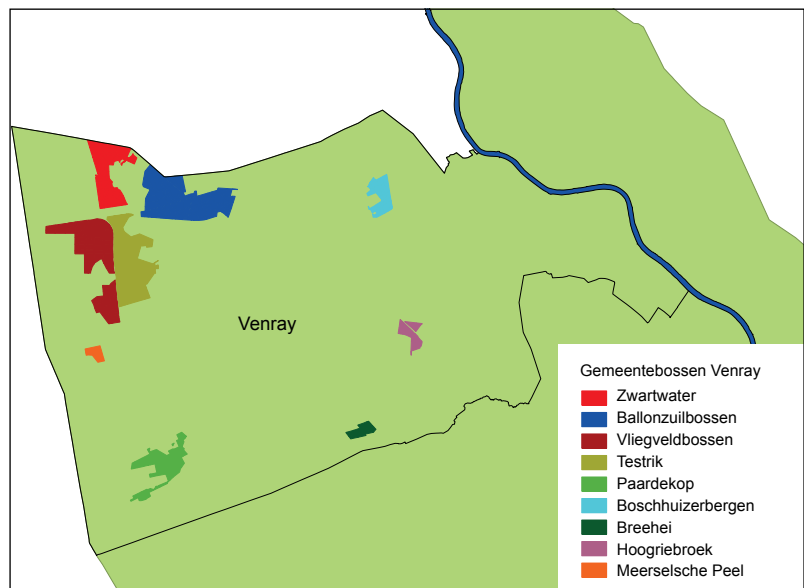 Venray
Gemeentebossen Venray
Zwartwater
Ballonzuilbossen
Vliegveldbossen
Testrik
Paardekop
Boschhuizerbergen
Breehei
Hoogriebroek
Meerselsche Peel